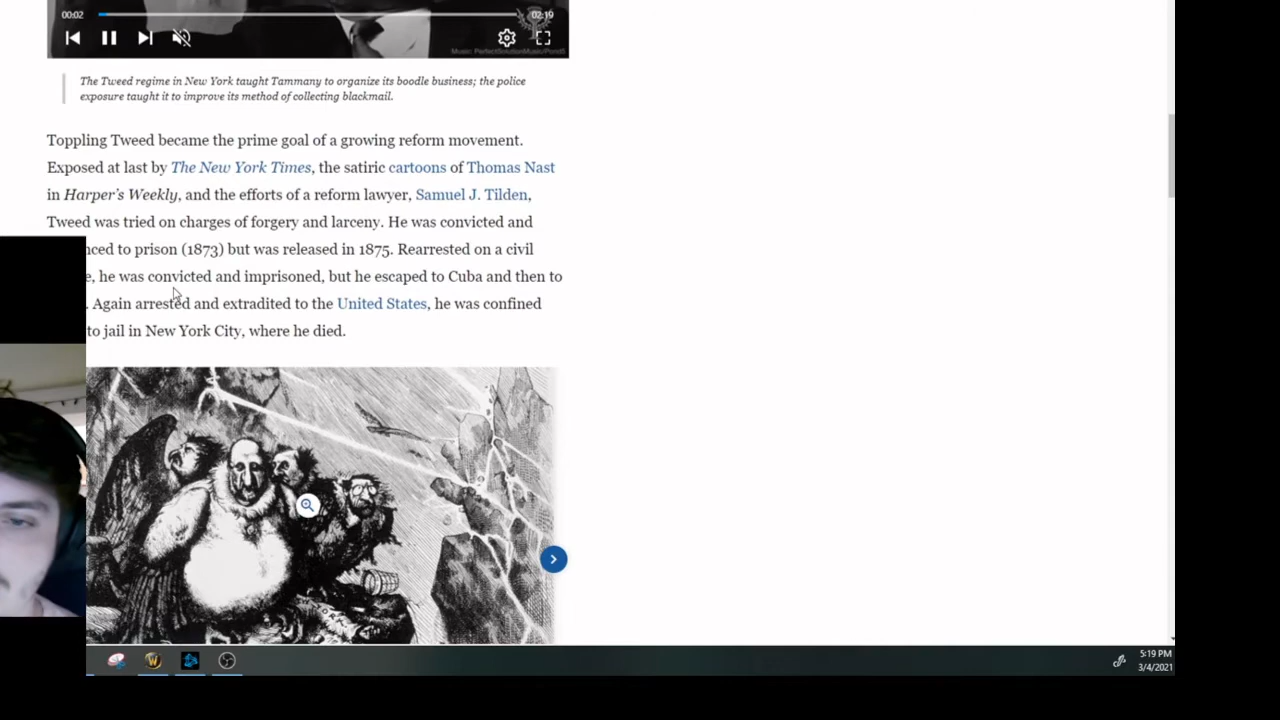 00:02
02:19
Music: PerfectSolutionMusic/Pond5
The Tweed regime in New York taught Tammany to organize its boodle business; the police
exposure taught it to improve its method of collecting blackmail.
Toppling Tweed became the prime goal of a growing reform movement.
Exposed at last by The New York Times, the satiric cartoons of Thomas Nast
in Harper's Weekly, and the efforts of a reform lawyer, Samuel J. Tilden,
Tweed was tried on charges of forgery and larceny. He was convicted and
nced to prison (1873) but was released in 1875. Rearrested on a civil
e, he was convicted and imprisoned, but he escaped to Cuba and then to
. Again arrested and extradited to the United States, he was confined
to jail in New York City, where he died.
5:19 PM
3/4/2021